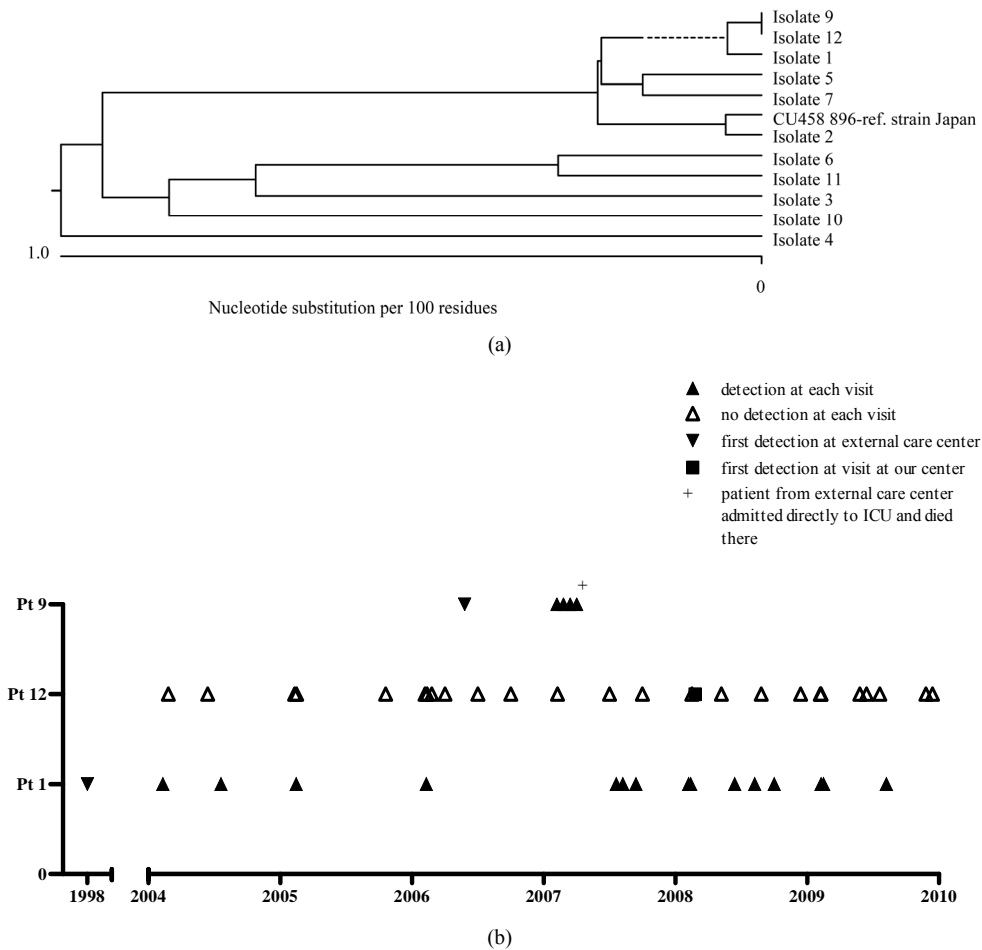 Isolate 9
Isolate 12
Isolate 1
Isolate 5
Isolate 7
CU458 896-ref. strain Japan
Isolate 2
Isolate 6
Isolate 11
Isolate 3
Isolate 10
Isolate 4
1.0
0
Nucleotide substitution per 100 residues
(a)
detection at each visit
no detection at each visit
first detection at external care center
first detection at visit at our center
+ patient from external care center
admitted directly to ICU and died
there
+
Pt 9
Pt 12
Pt 1
0
1998 2004 2005 2006 2007 2008 2009 2010
(b)